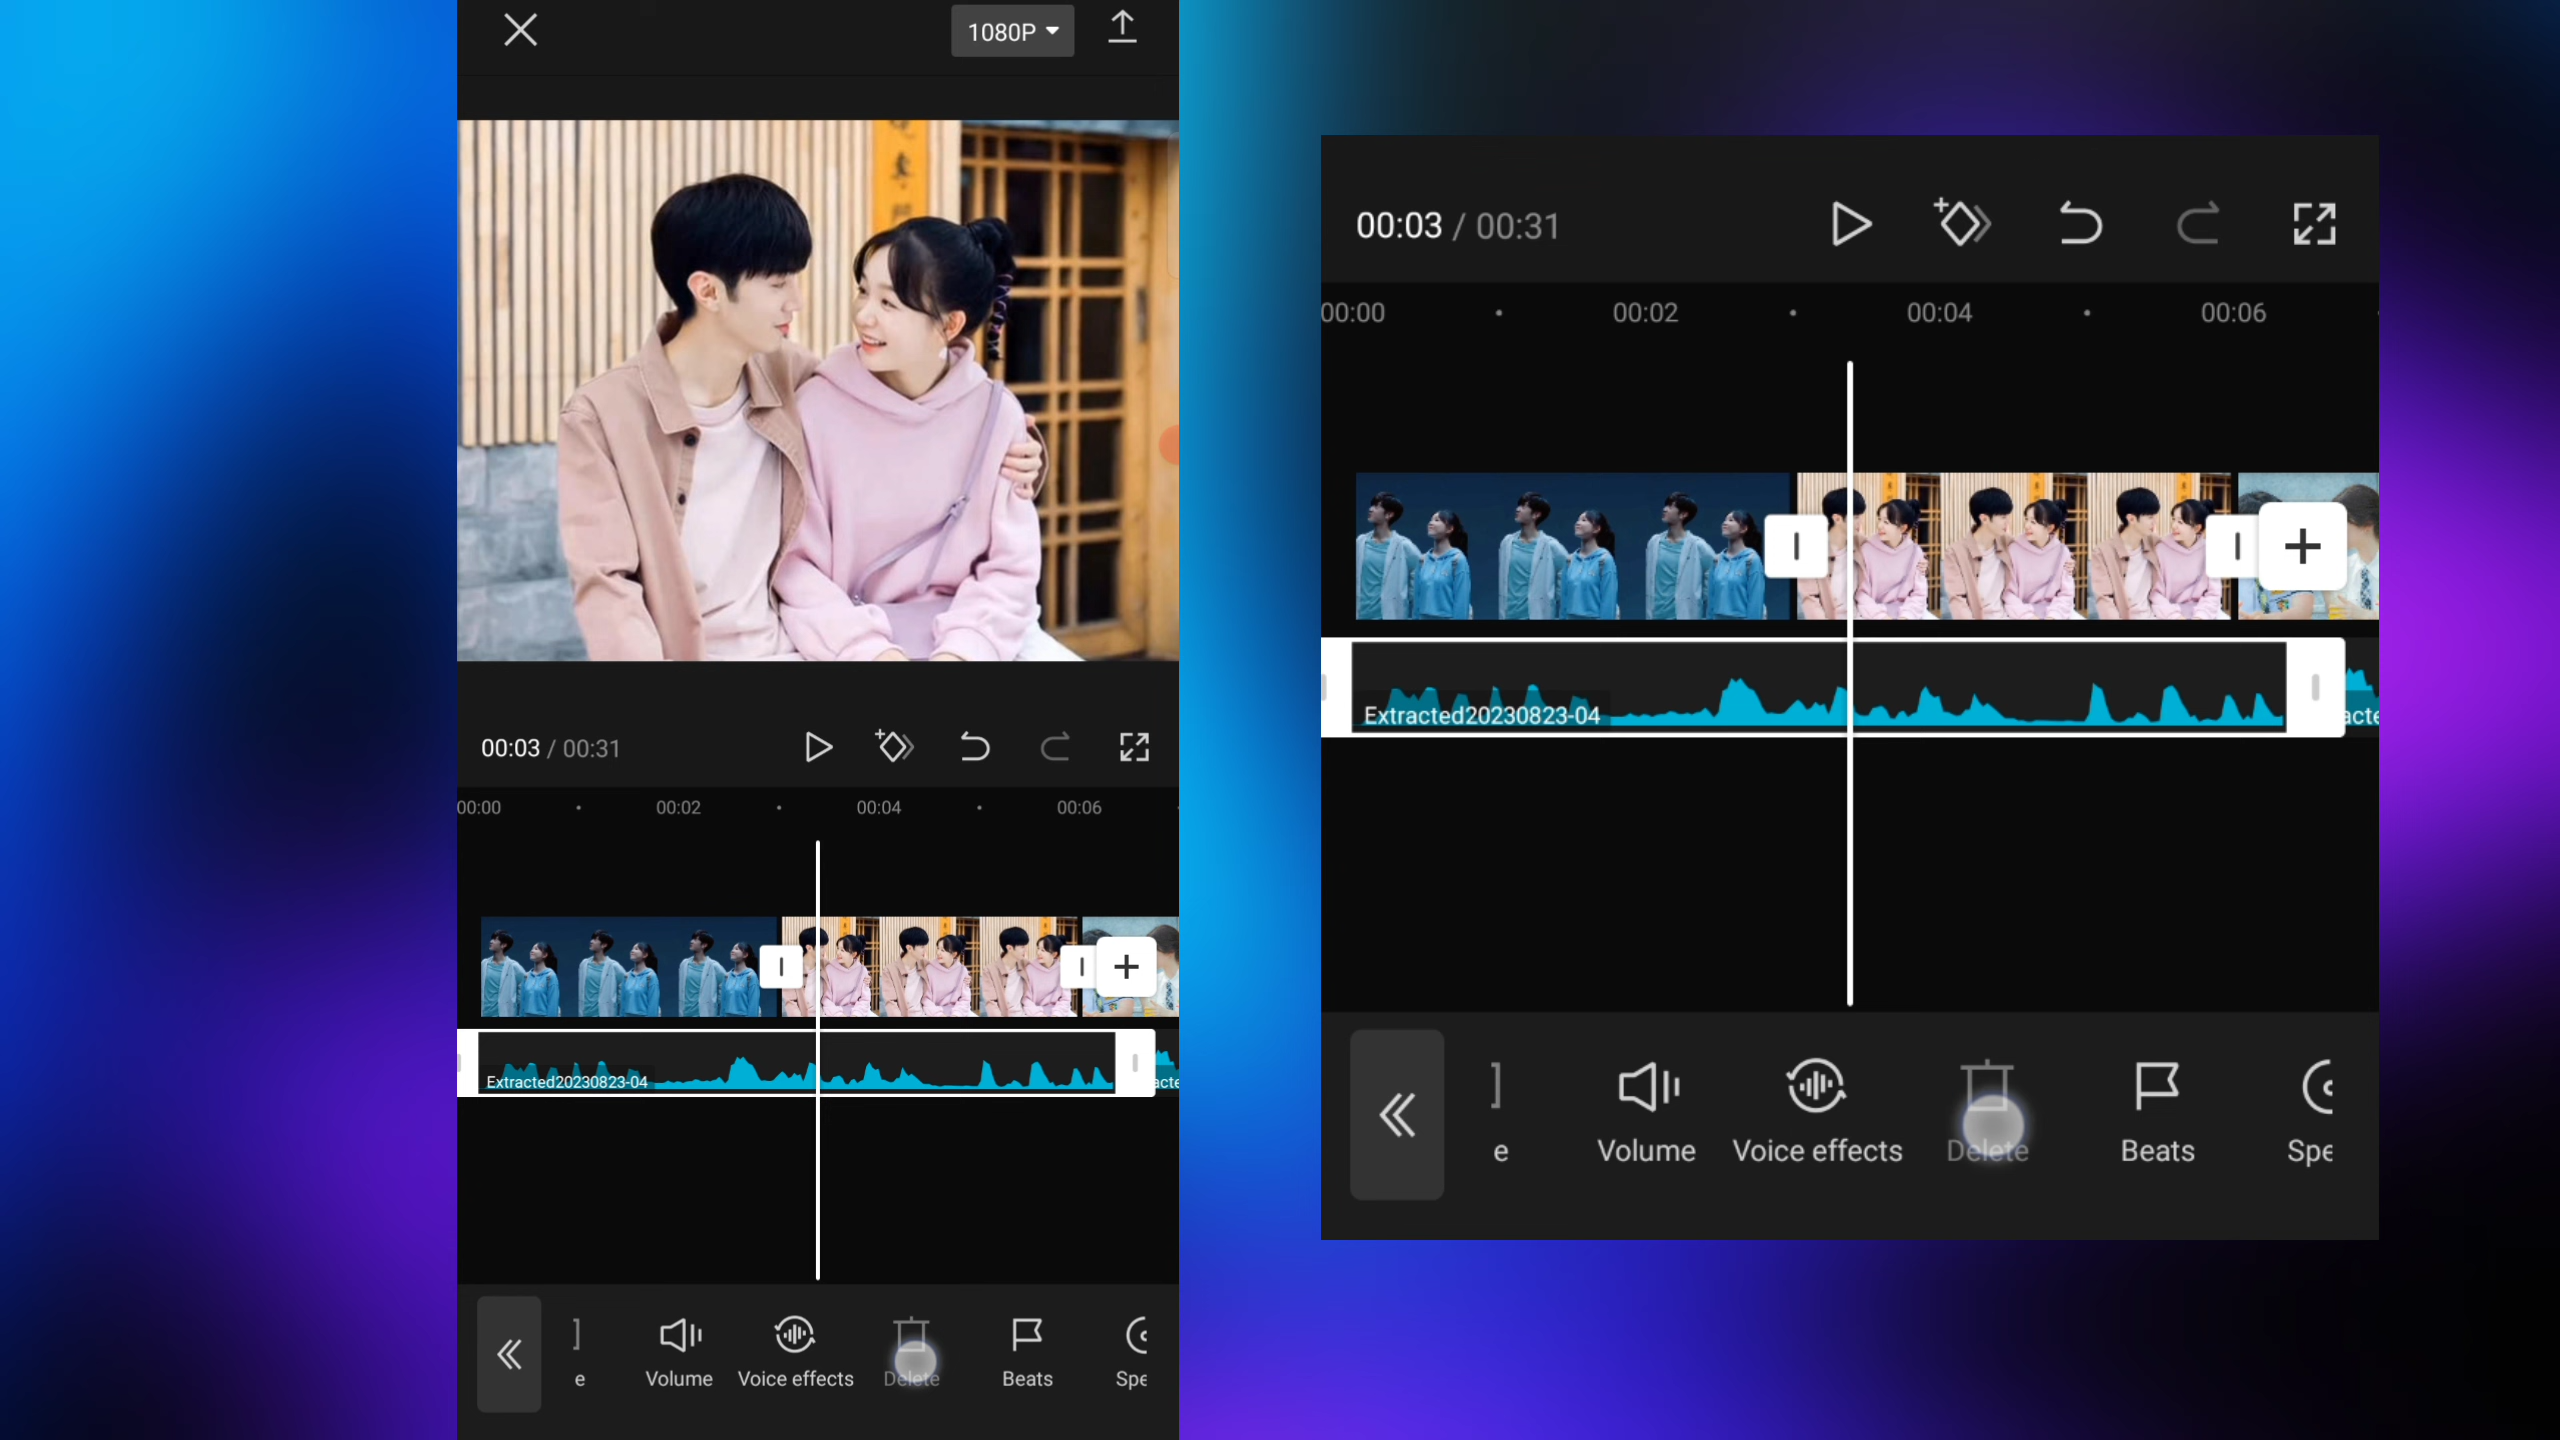 1080P
00:03 / 00:31
00:00 00:02 00:04 00:06
Extracted20230823-04
acte
e Volume Voice effects Delete Beats Spe
00:03 / 00:31
00:00 00:02 00:04 00:06
Extracted20230823-04
acte
e Volume Voice effects Delete Beats Spe